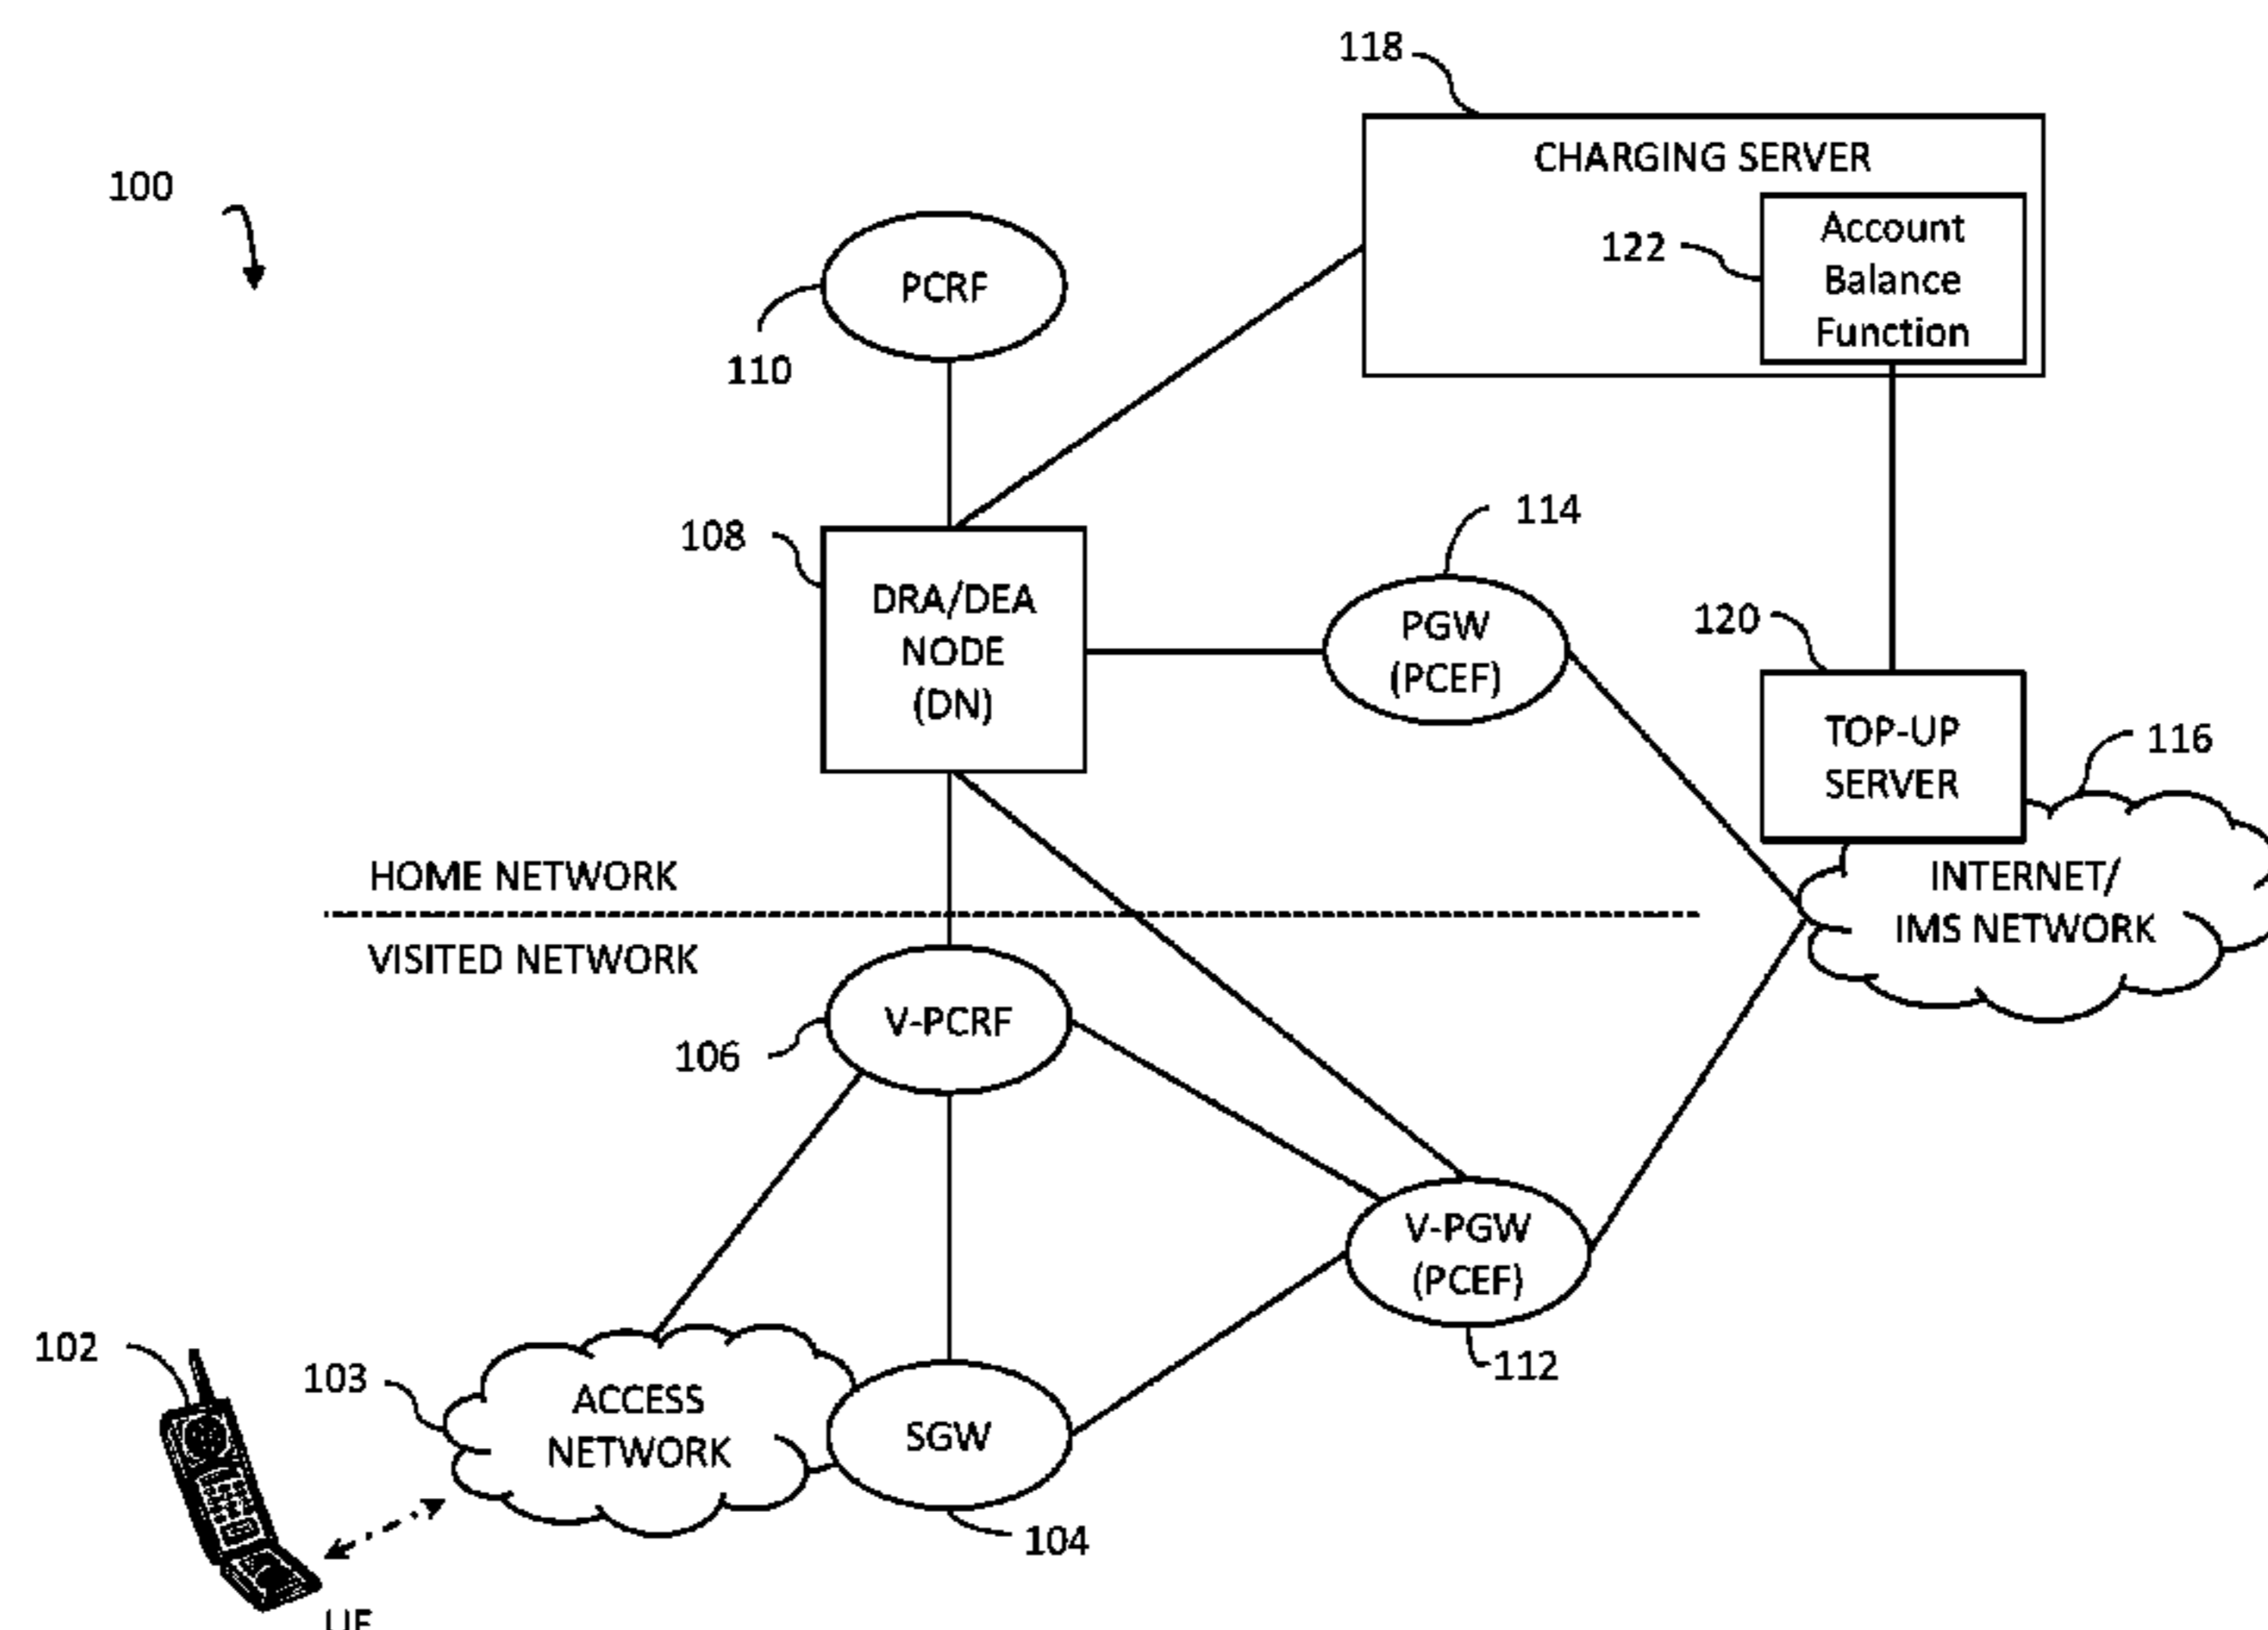 118
CHARGING SERVER
100
Account
Balance
Function
122
PCRF
110
114
108
DRA/DEA
NODE
(DN)
PGW
(PCEF)
120
TOP-UP
SERVER
116
HOME NETWORK
INTERNET/
IMS NETWORK
VISITED NETWORK
V-PCRF
106
V-PGW
(PCEF)
102
103
112
ACCESS
NETWORK
SGW
104
UE